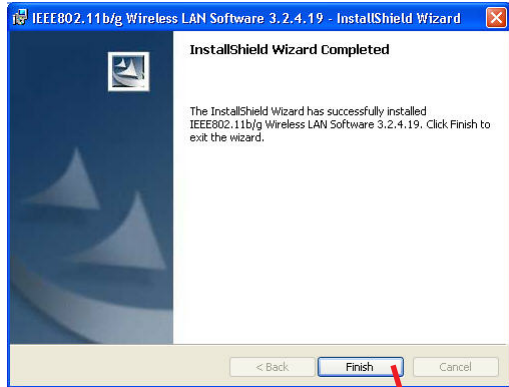 IEEE802.11b/g Wireless LAN Software 3.2.4.19 - InstallShield Wizard
InstallShield Wizard Completed
The InstallShield Wizard has successfully installed
IEEE802.11b/g Wireless LAN Software 3.2.4.19. Click Finish to
exit the wizard.
< Back
Finish
Cancel